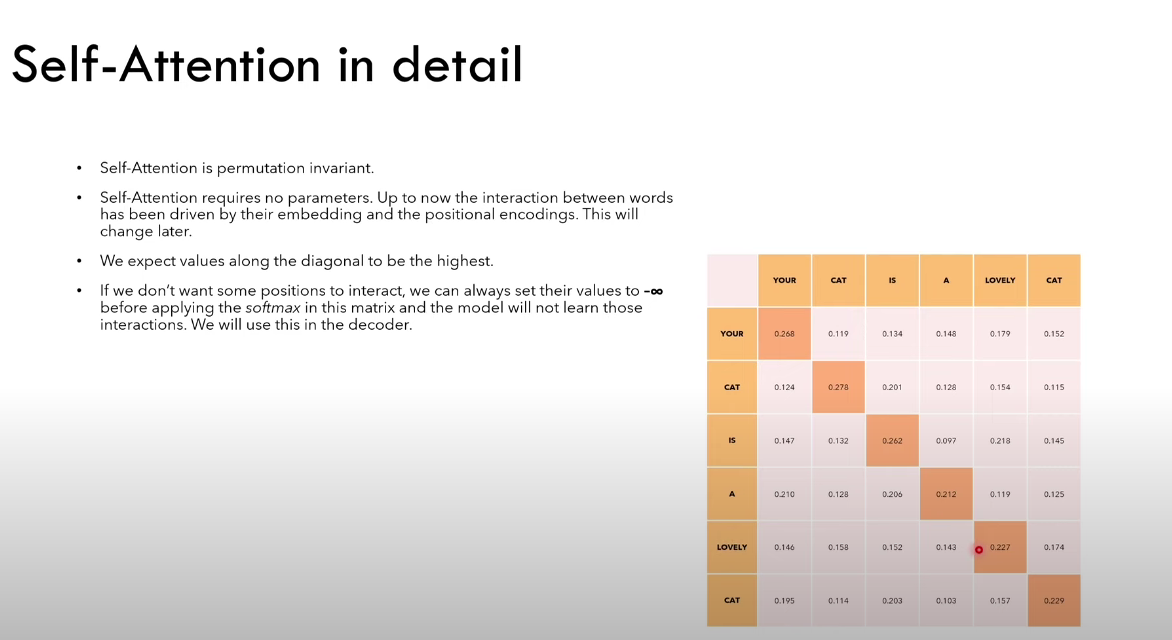 Self-Attention in detail
• Self-Attention is permutation invariant.
• Self-Attention requires no parameters. Up to now the interaction between words
has been driven by their embedding and the positional encodings. This will
change later.
• We expect values along the diagonal to be the highest.
• If we don't want some positions to interact, we can always set their values to -∞
before applying the softmax in this matrix and the model will not learn those
interactions. We will use this in the decoder.
YOUR CAT IS A LOVELY CAT
YOUR 0.268 0.119 0.134 0.148 0.179 0.152
CAT 0.124 0.278 0.201 0.128 0.154 0.115
IS 0.147 0.132 0.262 0.097 0.218 0.145
A 0.210 0.128 0.206 0.212 0.119 0.125
LOVELY 0.146 0.158 0.152 0.143 0.227 0.174
CAT 0.195 0.114 0.203 0.103 0.157 0.229